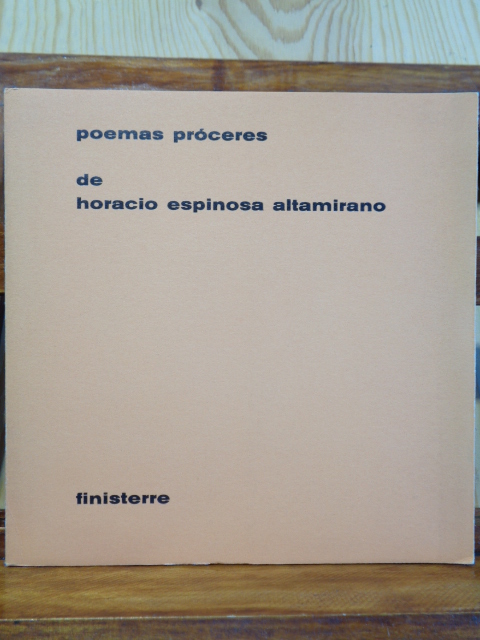 poemas próceres
de
horacio espinosa altamirano
finisterre